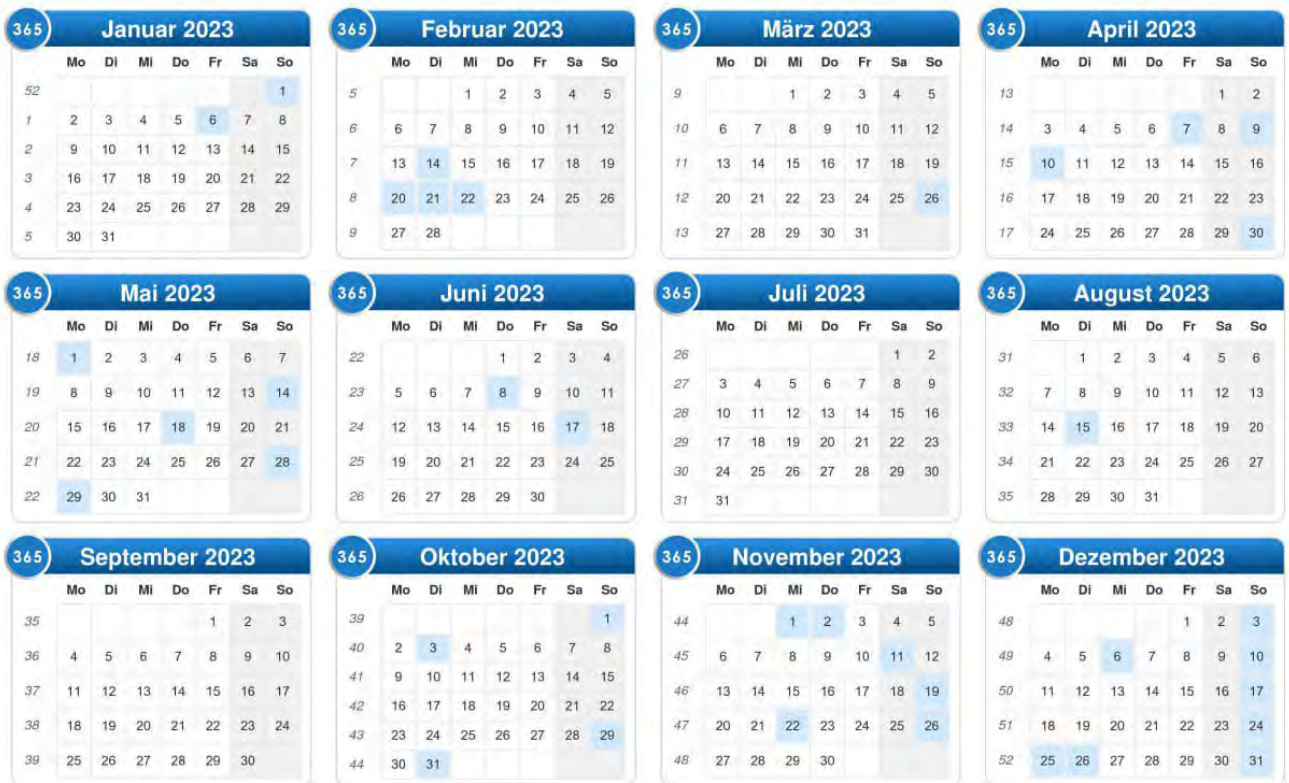 365 Januar 2023
Mo Di Mi Do Fr Sa So
52 1
1 2 3 4 5 6 7 8
2 9 10 11 12 13 14 15
3 16 17 18 19 20 21 22
4 23 24 25 26 27 28 29
5 30 31
365 Februar 2023
Mo Di Mi Do Fr Sa So
5 1 2 3 4 5
6 6 7 8 9 10 11 12
7 13 14 15 16 17 18 19
8 20 21 22 23 24 25 26
9 27 28
365 März 2023
Mo Di Mi Do Fr Sa So
9 1 2 3 4 5
10 6 7 8 9 10 11 12
11 13 14 15 16 17 18 19
12 20 21 22 23 24 25 26
13 27 28 29 30 31
365 April 2023
Mo Di Mi Do Fr Sa So
13 1 2
14 3 4 5 6 7 8 9
15 10 11 12 13 14 15 16
16 17 18 19 20 21 22 23
17 24 25 26 27 28 29 30
365 Mai 2023
Mo Di Mi Do Fr Sa So
18 1 2 3 4 5 6 7
19 8 9 10 11 12 13 14
20 15 16 17 18 19 20 21
21 22 23 24 25 26 27 28
22 29 30 31
365 Juni 2023
Mo Di Mi Do Fr Sa So
22 1 2 3 4
23 5 6 7 8 9 10 11
24 12 13 14 15 16 17 18
25 19 20 21 22 23 24 25
26 26 27 28 29 30
365 Juli 2023
Mo Di Mi Do Fr Sa So
26 1 2
27 3 4 5 6 7 8 9
28 10 11 12 13 14 15 16
29 17 18 19 20 21 22 23
30 24 25 26 27 28 29 30
31 31
365 August 2023
Mo Di Mi Do Fr Sa So
31 1 2 3 4 5 6
32 7 8 9 10 11 12 13
33 14 15 16 17 18 19 20
34 21 22 23 24 25 26 27
35 28 29 30 31
365 September 2023
Mo Di Mi Do Fr Sa So
35 1 2 3
36 4 5 6 7 8 9 10
37 11 12 13 14 15 16 17
38 18 19 20 21 22 23 24
39 25 26 27 28 29 30
365 Oktober 2023
Mo Di Mi Do Fr Sa So
39 1
40 2 3 4 5 6 7 8
41 9 10 11 12 13 14 15
42 16 17 18 19 20 21 22
43 23 24 25 26 27 28 29
44 30 31
365 November 2023
Mo Di Mi Do Fr Sa So
44 1 2 3 4 5
45 6 7 8 9 10 11 12
46 13 14 15 16 17 18 19
47 20 21 22 23 24 25 26
48 27 28 29 30
365 Dezember 2023
Mo Di Mi Do Fr Sa So
48 1 2 3
49 4 5 6 7 8 9 10
50 11 12 13 14 15 16 17
51 18 19 20 21 22 23 24
52 25 26 27 28 29 30 31